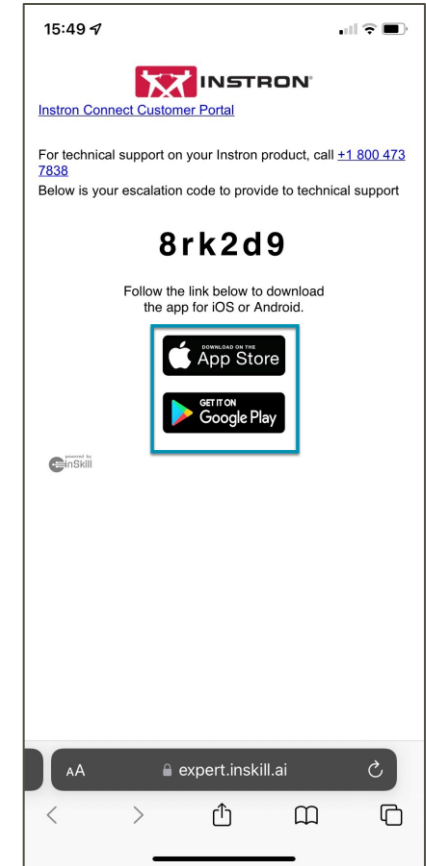 15:49
INSTRON®
Instron Connect Customer Portal
For technical support on your Instron product, call +1 800 473
7838
Below is your escalation code to provide to technical support
8rk2d9
Follow the link below to download
the app for iOS or Android.
DOWNLOAD ON THE
App Store
GET IT ON
Google Play
powered by
inSkill
AA expert.inskill.ai